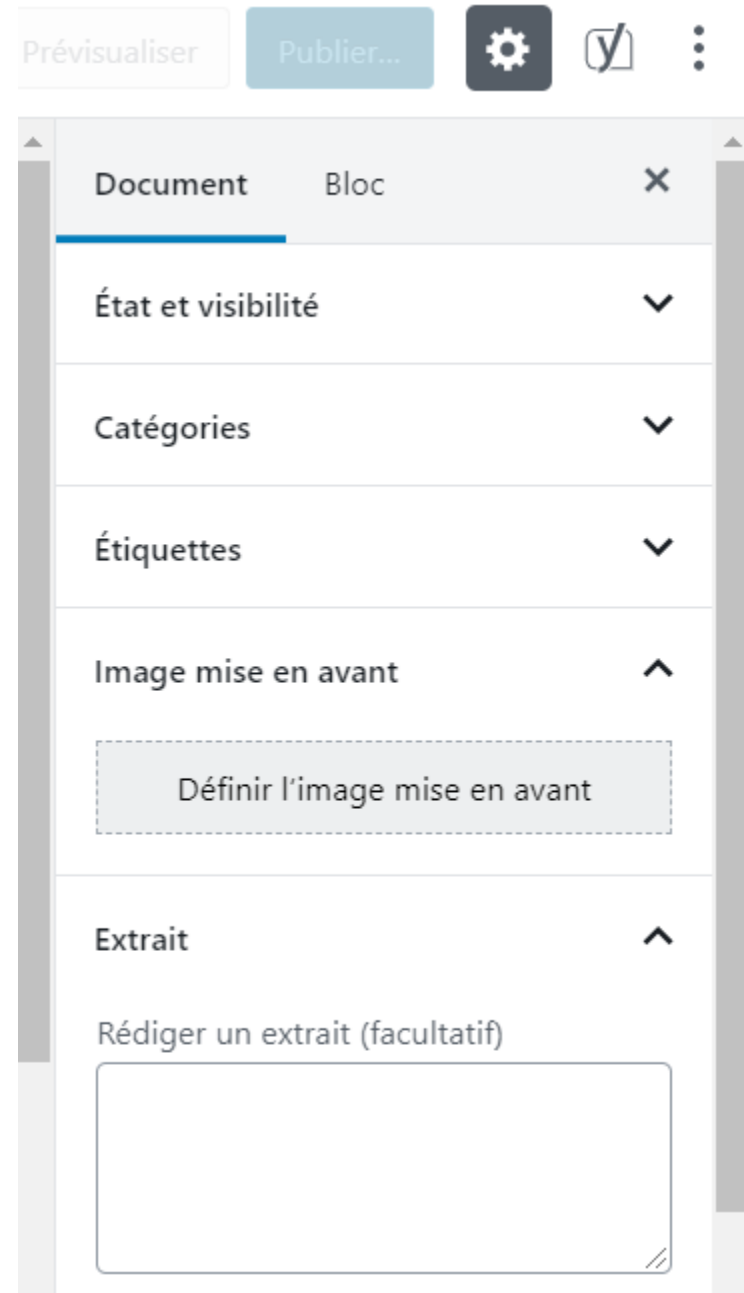 Prévisualiser
Publier...
Document
Bloc
État et visibilité
Catégories
Étiquettes
Image mise en avant
Définir l’image mise en avant
Extrait
Rédiger un extrait (facultatif)